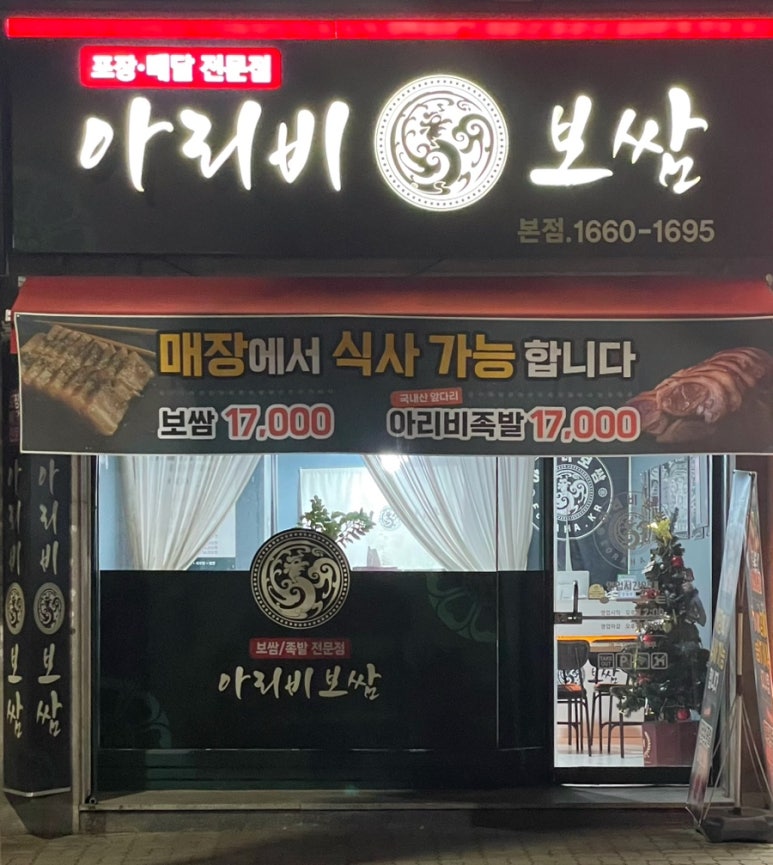 포장·배달 전문점
아리비 보쌈
본점.1660-1695
매장에서 식사 가능 합니다
국내산 앞다리
보쌈 17,000
아리비족발 17,000
아리비 보쌈
아리비 보쌈
보쌈/족발 전문점
아리비보쌈